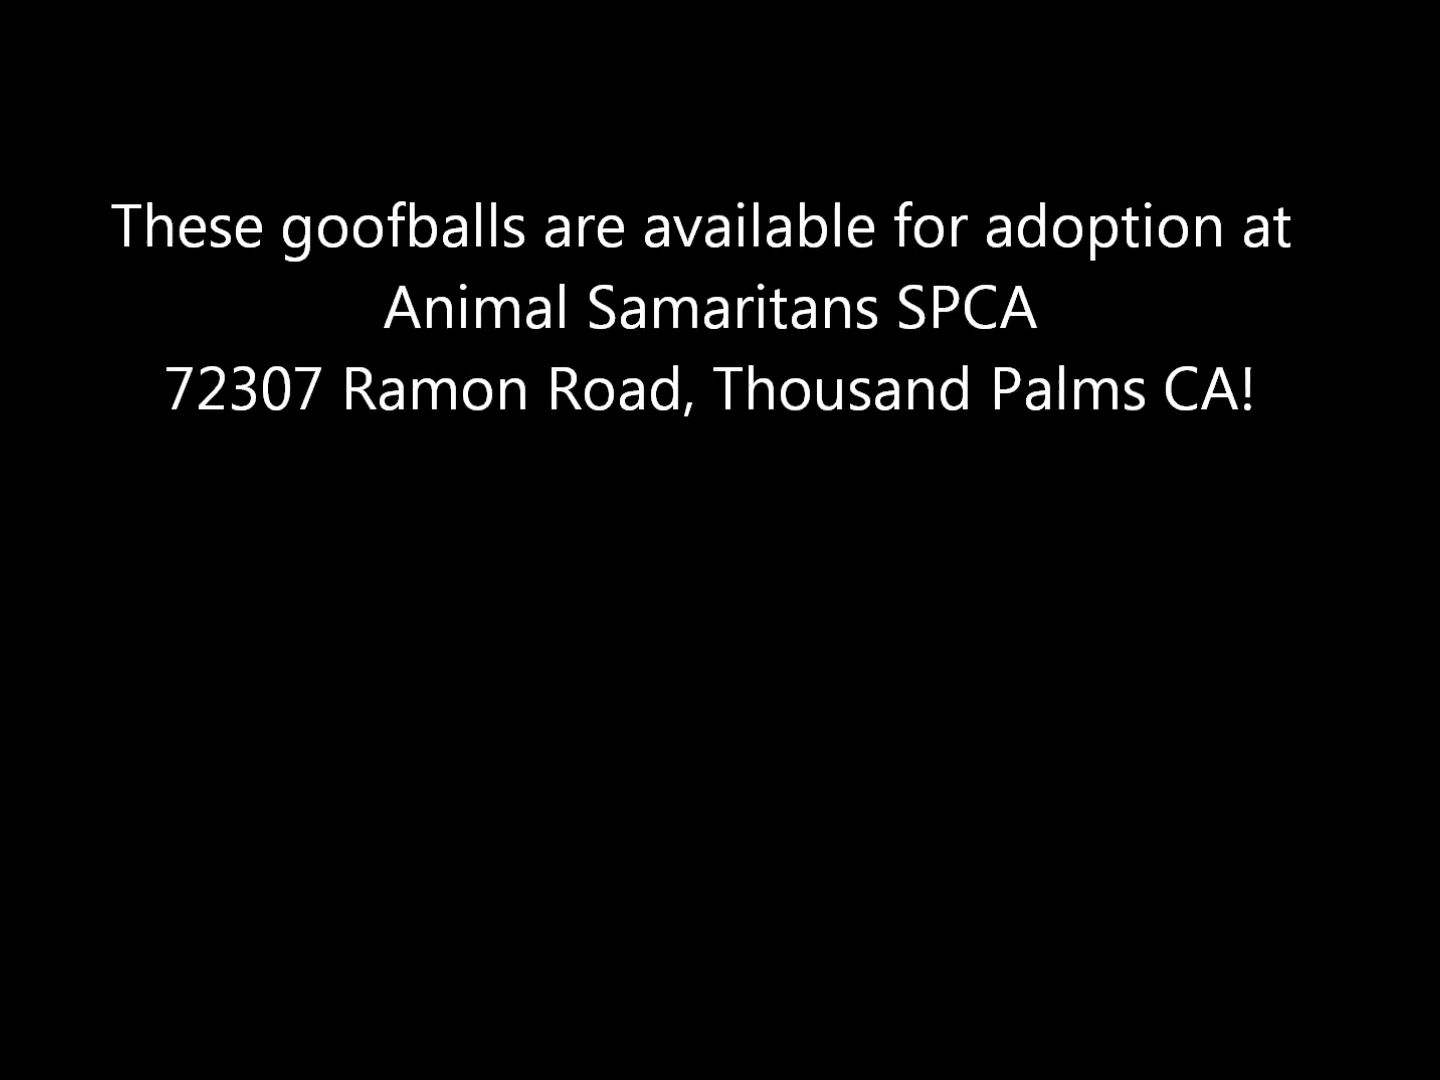 These goofballs are available for adoption at
Animal Samaritans SPCA
72307 Ramon Road, Thousand Palms CA!